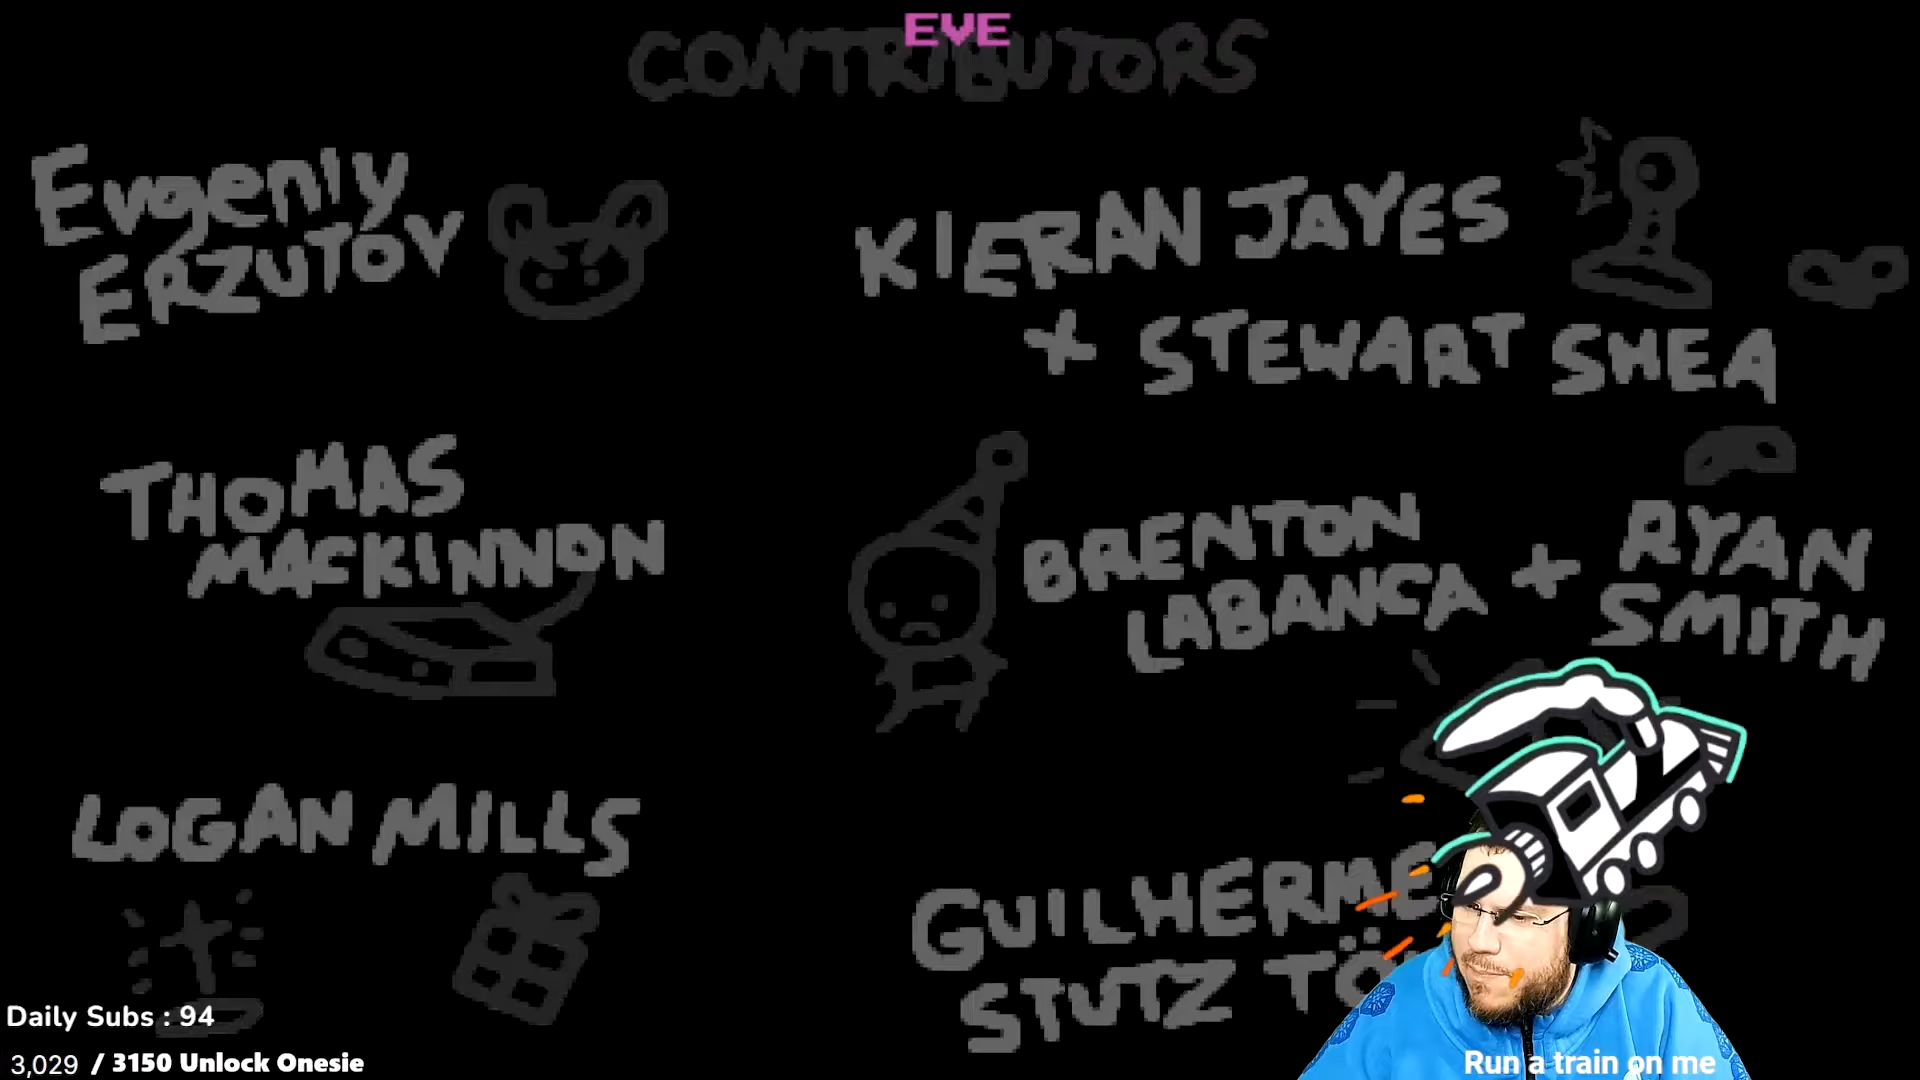 EVE
CONTRIBUTORS
Evgeniy
ERZUTOV
KIERAN JAYES
+ STEWART SHEA
THOMAS
MACKINNON
BRENTON
LABANCA
+ RYAN
SMITH
LOGAN MILLS
GUILHERME
STUTZ
Daily Subs : 94
3,029 / 3150 Unlock Onesie
Run a train on me